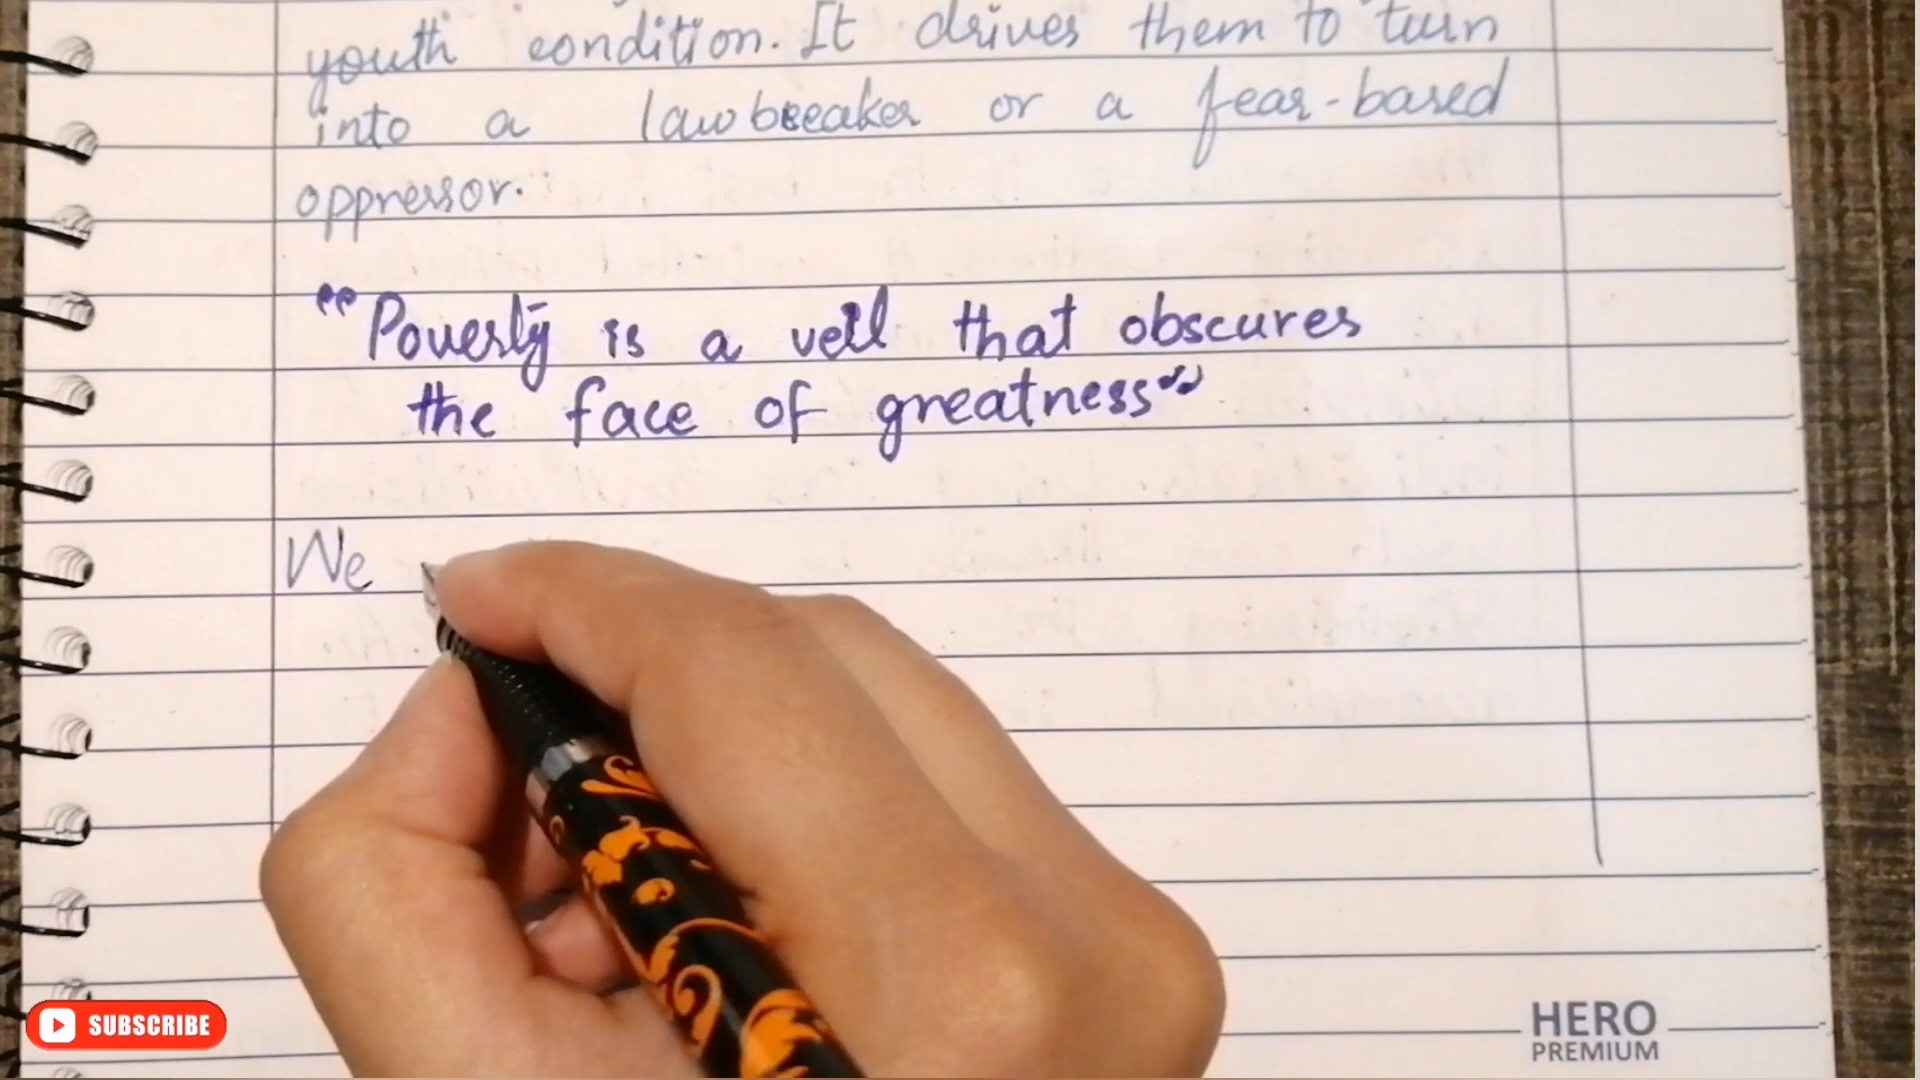 youth condition. It drives them to turn
into a lawbreaker or a fear-based
oppressor.
"Poverty is a veil that obscures
the face of greatness"
We
SUBSCRIBE
HERO
PREMIUM